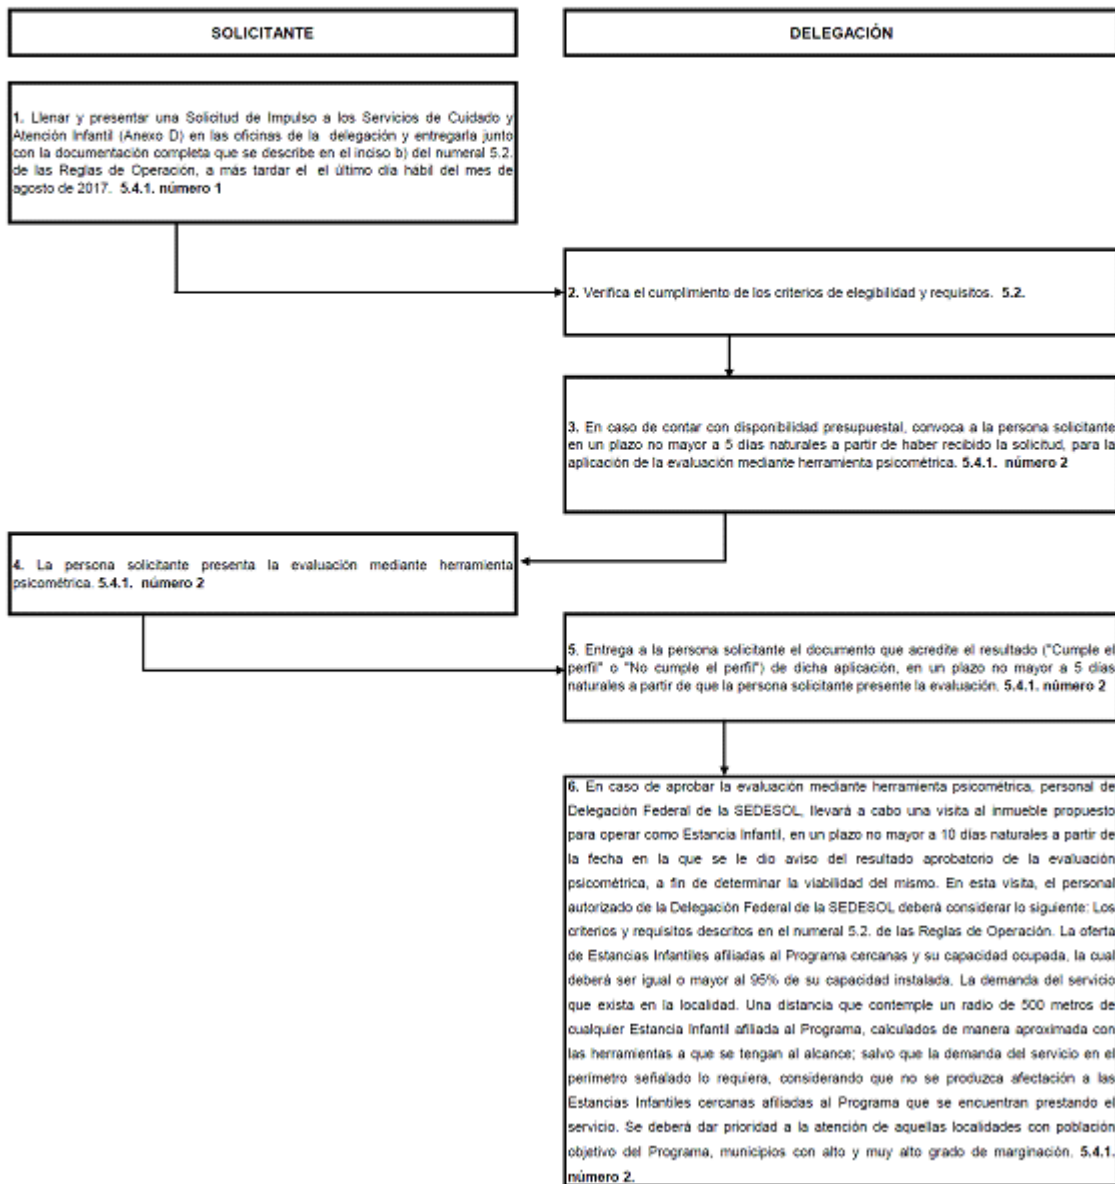 SOLICITANTE
DELEGACIÓN
1. Llenar y presentar una Solicitud de Impulso a los Servicios de Cuidado y
Atención Infantil (Anexo D) en las oficinas de la delegación y entregarla junto
con la documentación completa que se describe en el inciso b) del numeral 5.2.
de las Reglas de Operación, a más tardar el el último día hábil del mes de
agosto de 2017. 5.4.1. número 1
2. Verifica el cumplimiento de los criterios de elegibilidad y requisitos. 5.2.
3. En caso de contar con disponibilidad presupuestal, convoca a la persona solicitante
en un plazo no mayor a 5 días naturales a partir de haber recibido la solicitud, para la
aplicación de la evaluación mediante herramienta psicométrica. 5.4.1. número 2
4. La persona solicitante presenta la evaluación mediante herramienta
psicométrica. 5.4.1. número 2
5. Entrega a la persona solicitante el documento que acredite el resultado ("Cumple el
perfil" o "No cumple el perfil") de dicha aplicación, en un plazo no mayor a 5 días
naturales a partir de que la persona solicitante presente la evaluación. 5.4.1. número 2
6. En caso de aprobar la evaluación mediante herramienta psicométrica, personal de
Delegación Federal de la SEDESOL, llevará a cabo una visita al inmueble propuesto
para operar como Estancia Infantil, en un plazo no mayor a 10 días naturales a partir de
la fecha en la que se le dio aviso del resultado aprobatorio de la evaluación
psicométrica, a fin de determinar la viabilidad del mismo. En esta visita, el personal
autorizado de la Delegación Federal de la SEDESOL deberá considerar lo siguiente: Los
criterios y requisitos descritos en el numeral 5.2. de las Reglas de Operación. La oferta
de Estancias Infantiles afiliadas al Programa cercanas y su capacidad ocupada, la cual
deberá ser igual o mayor al 95% de su capacidad instalada. La demanda del servicio
que exista en la localidad. Una distancia que contemple un radio de 500 metros de
cualquier Estancia Infantil afiliada al Programa, calculados de manera aproximada con
las herramientas a que se tengan al alcance; salvo que la demanda del servicio en el
perímetro señalado lo requiera, considerando que no se produzca afectación a las
Estancias Infantiles cercanas afiliadas al Programa que se encuentran prestando el
servicio. Se deberá dar prioridad a la atención de aquellas localidades con población
objetivo del Programa, municipios con alto y muy alto grado de marginación. 5.4.1.
número 2.